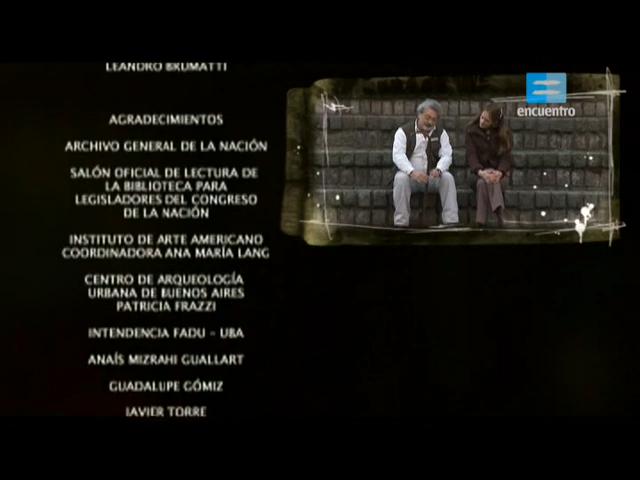 LEANDRO BRUMATTI
AGRADECIMIENTOS
ARCHIVO GENERAL DE LA NACIÓN
SALÓN OFICIAL DE LECTURA DE
LA BIBLIOTECA PARA
LEGISLADORES DEL CONGRESO
DE LA NACIÓN
INSTITUTO DE ARTE AMERICANO
COORDINADORA ANA MARÍA LANG
CENTRO DE ARQUEOLOGÍA
URBANA DE BUENOS AIRES
PATRICIA FRAZZI
INTENDENCIA FADU - UBA
ANAÍS MIZRAHI GUALLART
GUADALUPE GÓMIZ
JAVIER TORRE
encuentro